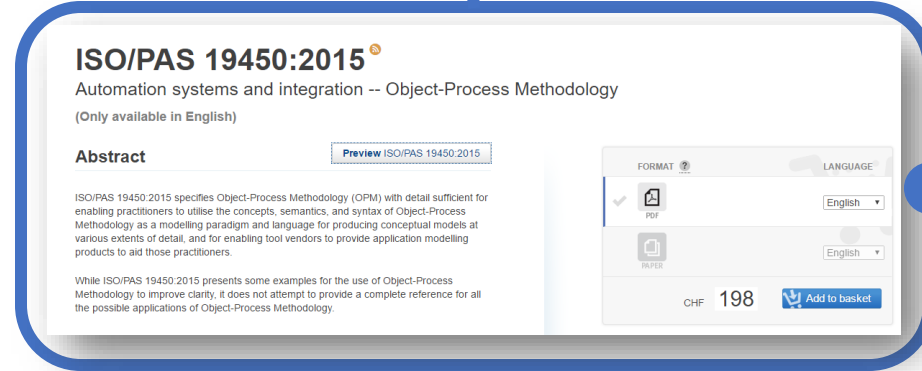 ISO/PAS 19450:2015
Automation systems and integration -- Object-Process Methodology
(Only available in English)
Abstract
Preview ISO/PAS 19450:2015
ISO/PAS 19450:2015 specifies Object-Process Methodology (OPM) with detail sufficient for
enabling practitioners to utilise the concepts, semantics, and syntax of Object-Process
Methodology as a modelling paradigm and language for producing conceptual models at
various extents of detail, and for enabling tool vendors to provide application modelling
products to aid those practitioners.
While ISO/PAS 19450:2015 presents some examples for the use of Object-Process
Methodology to improve clarity, it does not attempt to provide a complete reference for all
the possible applications of Object-Process Methodology.
FORMAT ? LANGUAGE
PDF
English
PAPER
English
CHF 198 Add to basket